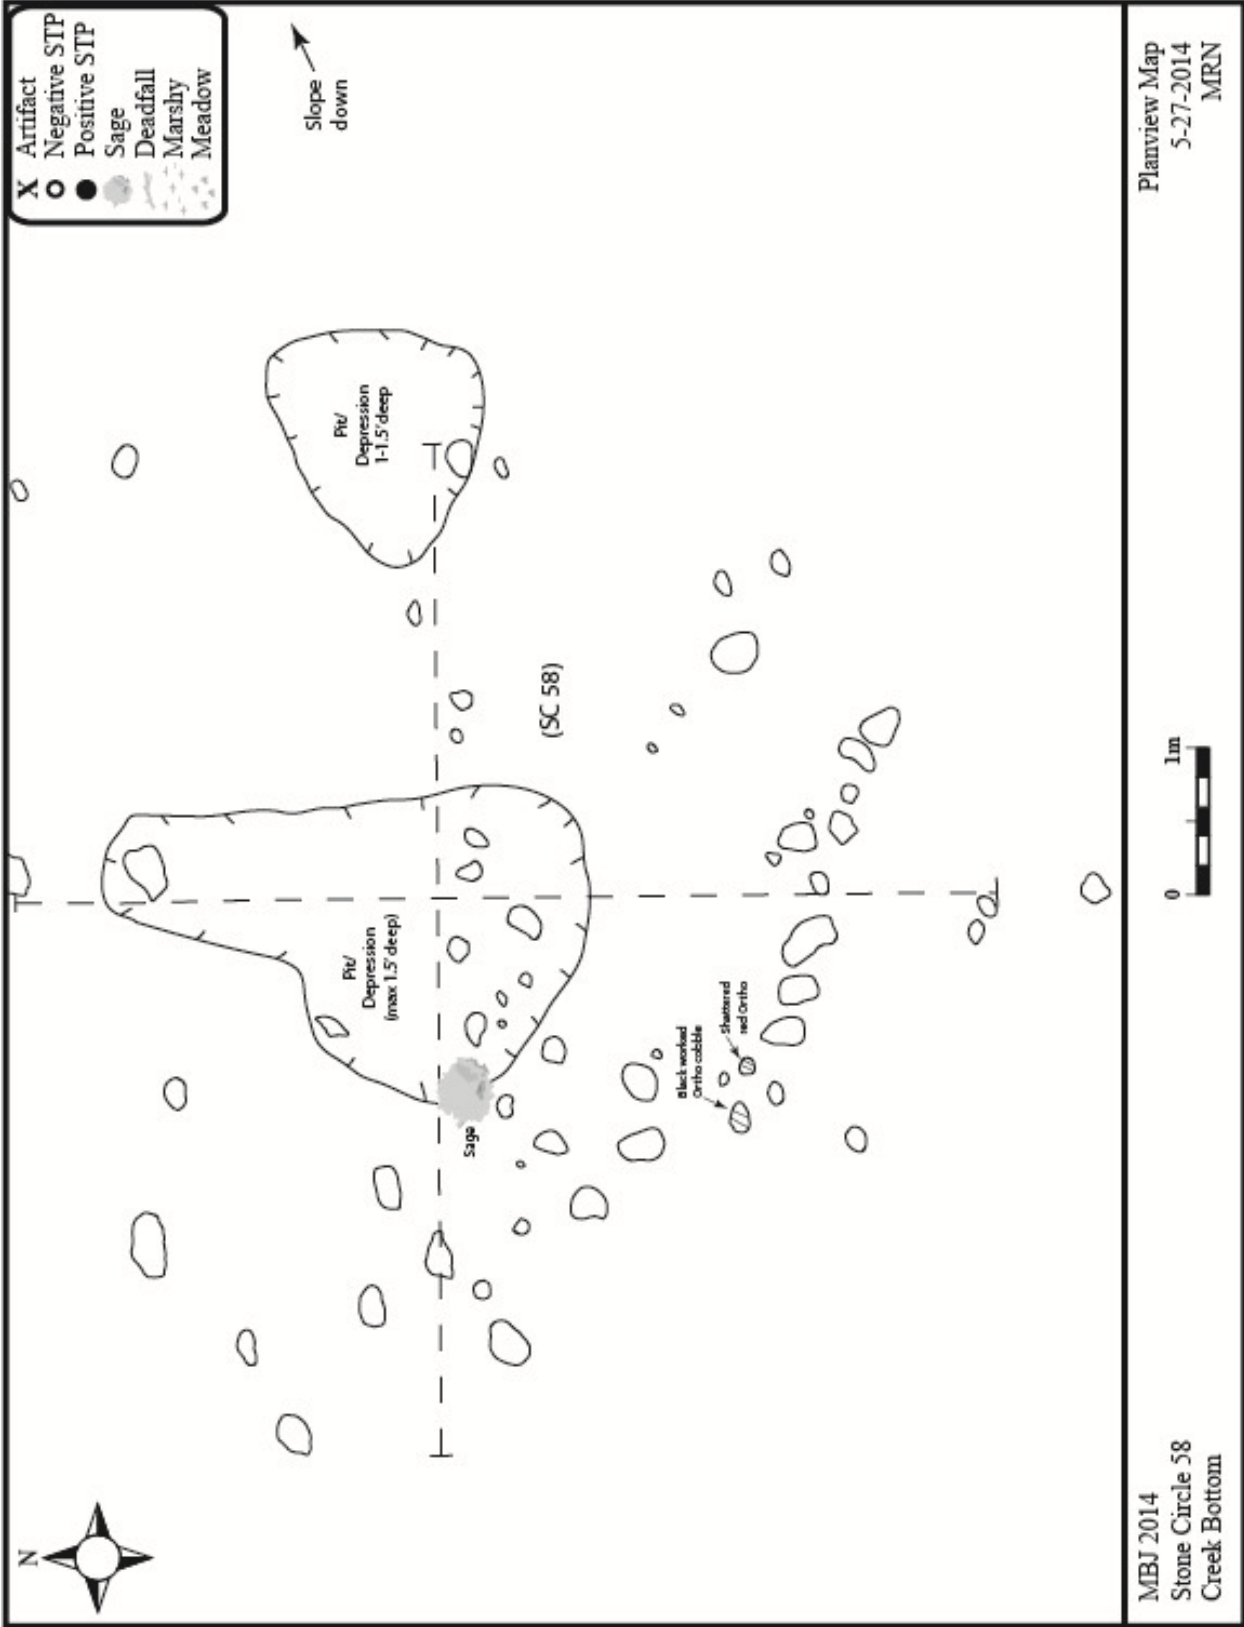 N
X Artifact
Negative STP
Positive STP
Sage
Deadfall
Marshy
Meadow
Slope
down
Pit/
Depression
(max 1.5' deep)
Pit/
Depression
1-1.5' deep
Sage
(SC 58)
Black worked
Ortho cobble
Shattered
red Ortho
MBJ 2014
Stone Circle 58
Creek Bottom
0 1m
Planview Map
5-27-2014
MRN